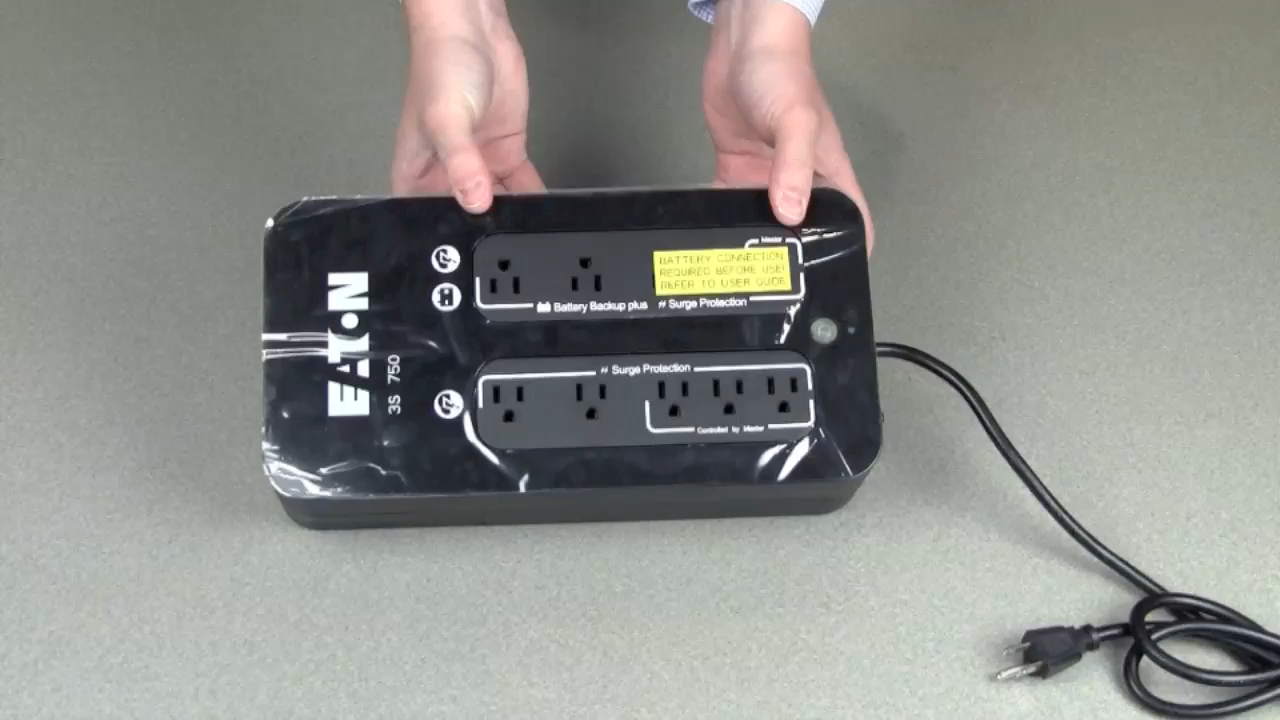 EATON
3S 750
Master
BATTERY CONNECTION
REQUIRED BEFORE USE!
REFER TO USER GUIDE
Battery Backup plus
Surge Protection
Surge Protection
Controlled by Master